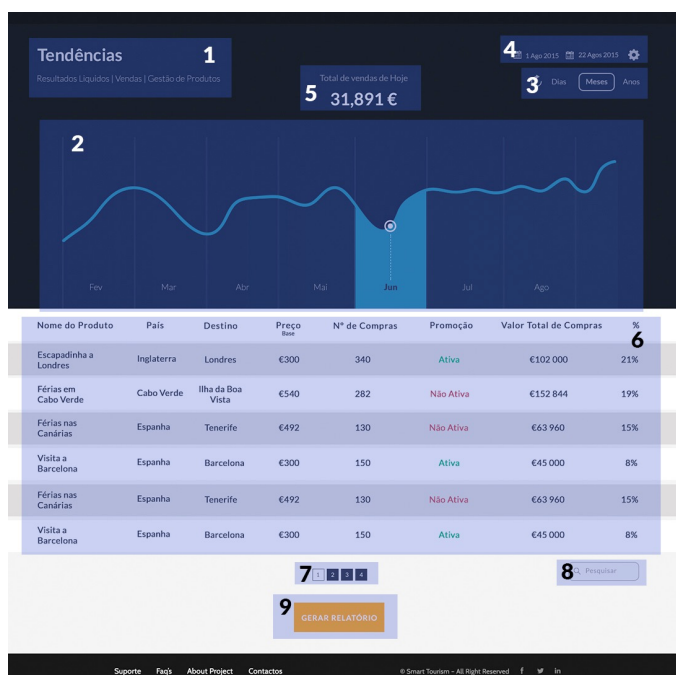 Tendências
1
Resultados Líquidos | Vendas | Gestão de Produtos
4
1 Ago 2015
22 Agos 2015
3
Dias
Meses
Anos
5
Total de vendas de Hoje
31,891 €
2
Fev Mar Abr Mai Jun Jul Ago
Nome do Produto País Destino Preço Nº de Compras Promoção Valor Total de Compras %
Base
6
Escapadinha a
Londres Inglaterra Londres €300 340 Ativa €102 000 21%
Férias em
Cabo Verde Cabo Verde Ilha da Boa
Vista €540 282 Não Ativa €152 844 19%
Férias nas
Canárias Espanha Tenerife €492 130 Não Ativa €63 960 15%
Visita a
Barcelona Espanha Barcelona €300 150 Ativa €45 000 8%
Férias nas
Canárias Espanha Tenerife €492 130 Não Ativa €63 960 15%
Visita a
Barcelona Espanha Barcelona €300 150 Ativa €45 000 8%
7
1 2 3 4
8
Pesquisar
9
GERAR RELATÓRIO
Suporte Faq's About Project Contactos
© Smart Tourism - All Right Reserved f in